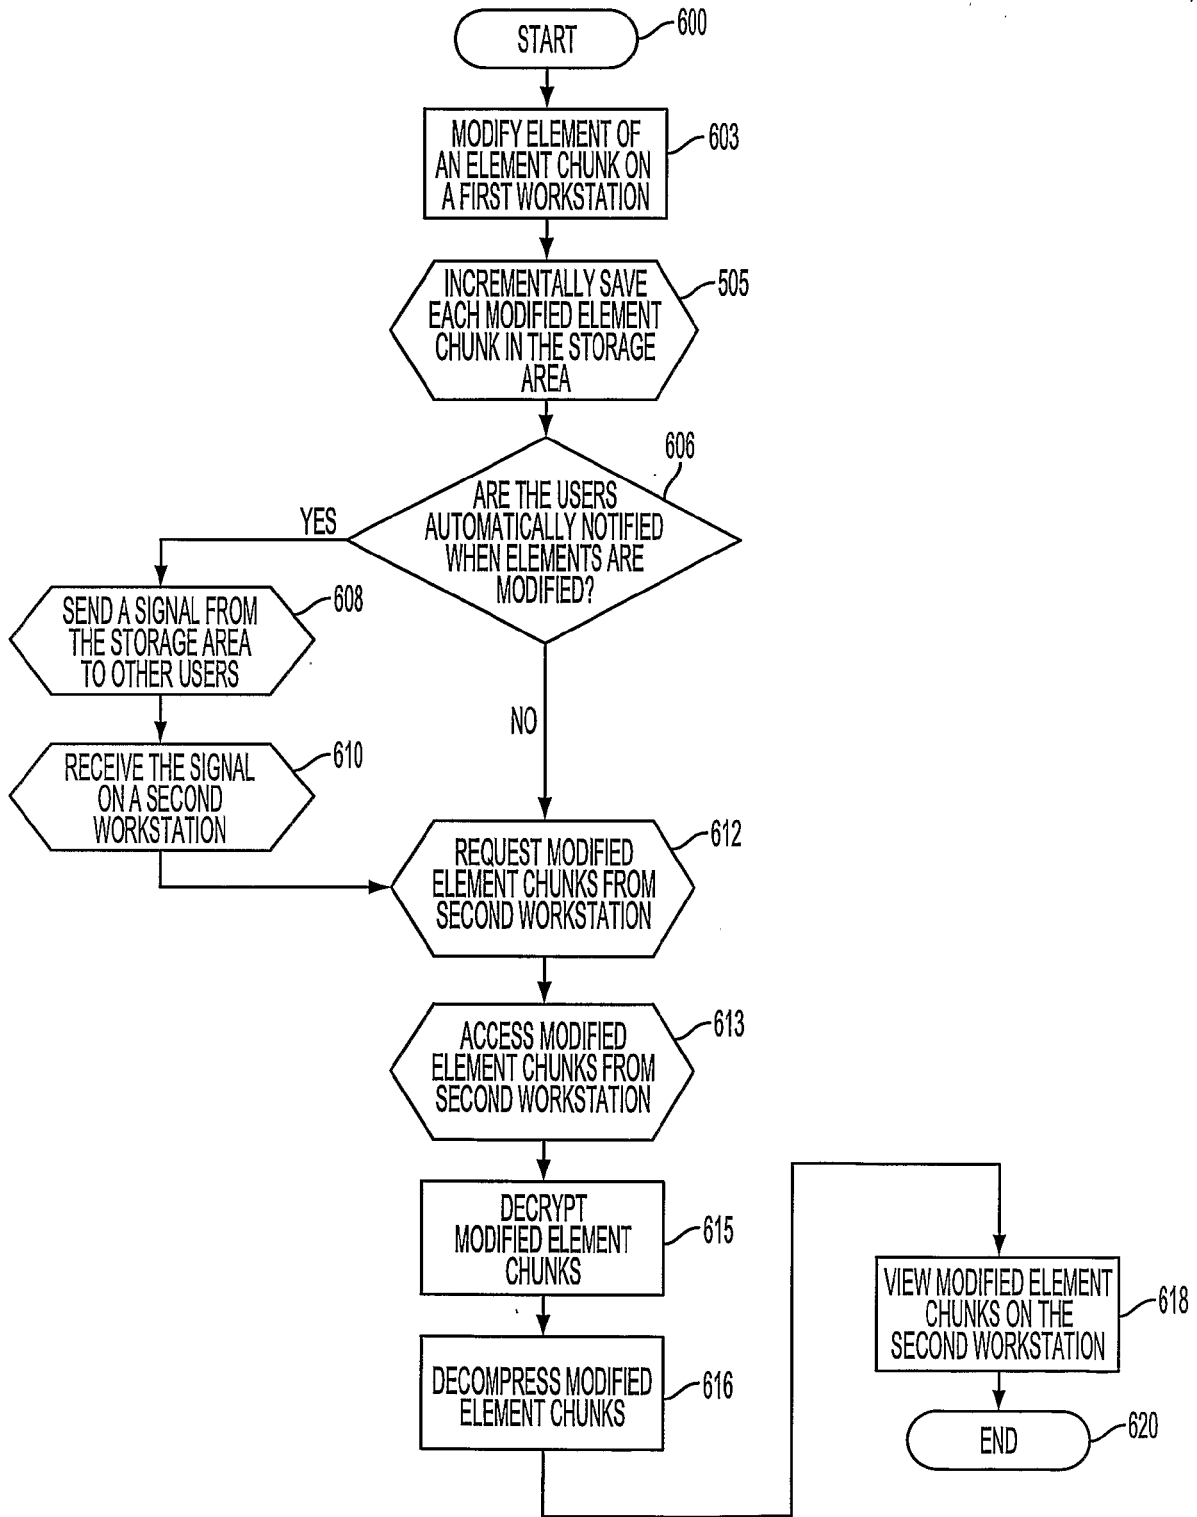 START
600
MODIFY ELEMENT OF
AN ELEMENT CHUNK ON
A FIRST WORKSTATION
603
INCREMENTALLY SAVE
EACH MODIFIED ELEMENT
CHUNK IN THE STORAGE
AREA
505
606
ARE THE USERS
AUTOMATICALLY NOTIFIED
WHEN ELEMENTS ARE
MODIFIED?
YES
SEND A SIGNAL FROM
THE STORAGE AREA
TO OTHER USERS
608
NO
RECEIVE THE SIGNAL
ON A SECOND
WORKSTATION
610
REQUEST MODIFIED
ELEMENT CHUNKS FROM
SECOND WORKSTATION
612
ACCESS MODIFIED
ELEMENT CHUNKS FROM
SECOND WORKSTATION
613
DECRYPT
MODIFIED ELEMENT
CHUNKS
615
DECOMPRESS MODIFIED
ELEMENT CHUNKS
616
VIEW MODIFIED ELEMENT
CHUNKS ON THE
SECOND WORKSTATION
618
END
620